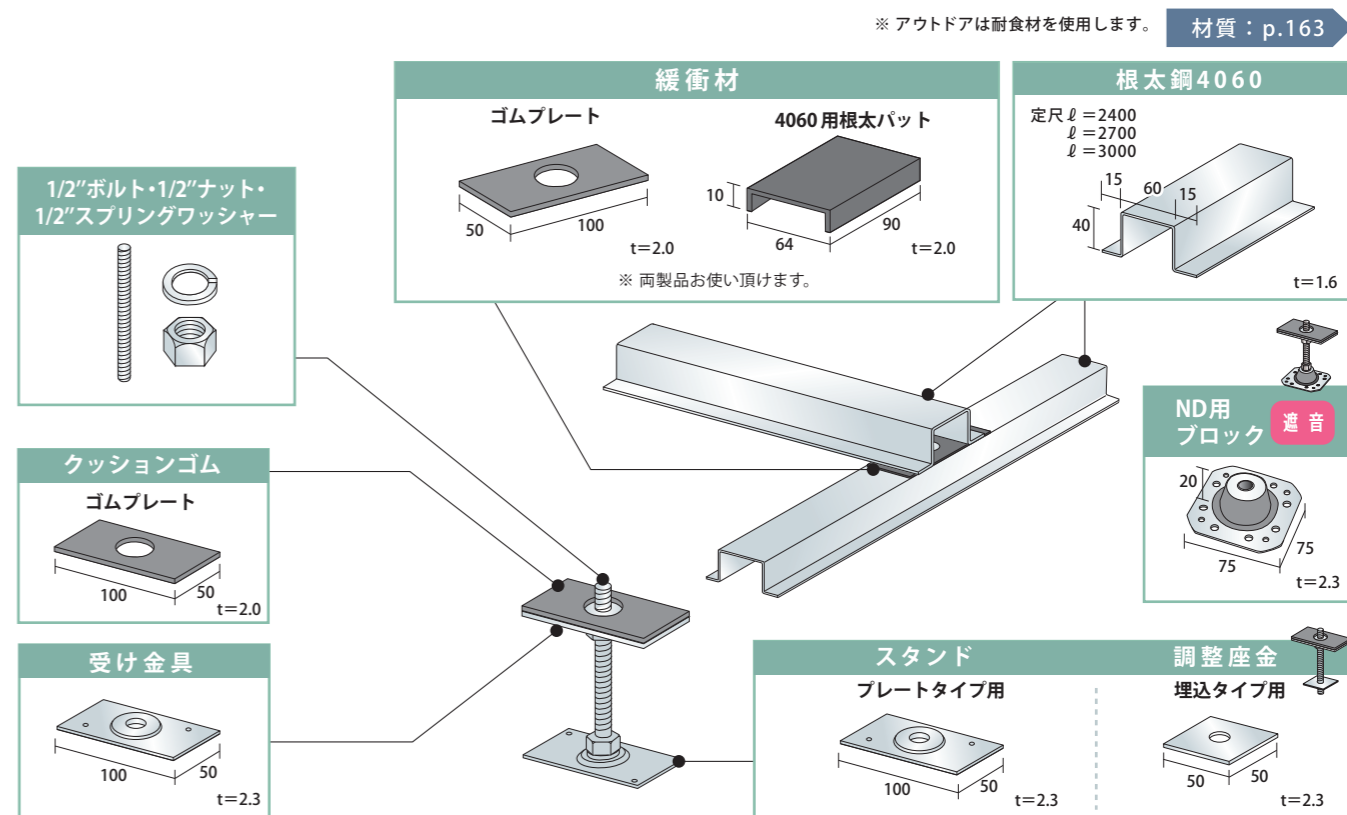 ※ アウトドアは耐食材を使用します。
材質：p.163
緩衝材
ゴムプレート
50
100
t=2.0
4060用根太パット
10
64
90
t=2.0
※ 両製品お使い頂けます。
根太鋼4060
定尺ℓ=2400
ℓ=2700
ℓ=3000
15
60
15
40
t=1.6
1/2"ボルト・1/2"ナット・
1/2"スプリングワッシャー
ND用
ブロック
遮音
20
75
75
t=2.3
クッションゴム
ゴムプレート
100
50
t=2.0
受け金具
100
50
t=2.3
スタンド
プレートタイプ用
100
50
t=2.3
調整座金
埋込タイプ用
50
50
t=2.3